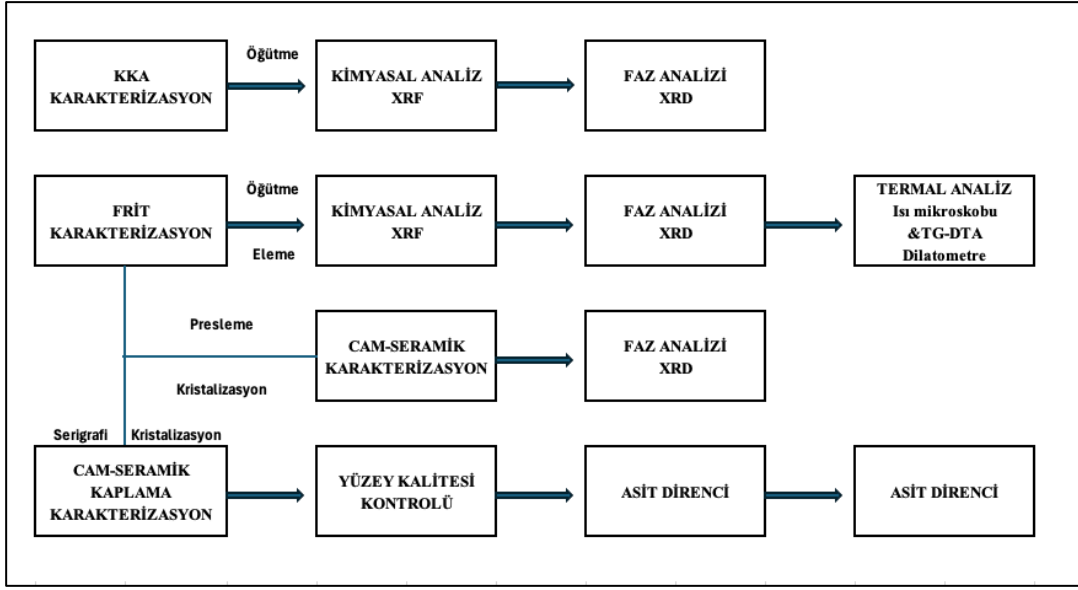 Öğütme
KKA
KARAKTERİZASYON
KİMYASAL ANALİZ
XRF
FAZ ANALİZİ
XRD
Öğütme
FRİT
KARAKTERİZASYON
Eleme
KİMYASAL ANALİZ
XRF
FAZ ANALİZİ
XRD
TERMAL ANALİZ
Isı mikroskobu
&TG-DTA
Dilatometre
Presleme
Kristalizasyon
CAM-SERAMİK
KARAKTERİZASYON
FAZ ANALİZİ
XRD
Serigrafi
Kristalizasyon
CAM-SERAMİK
KAPLAMA
KARAKTERİZASYON
YÜZEY KALİTESİ
KONTROLÜ
ASİT DİRENCİ
ASİT DİRENCİ